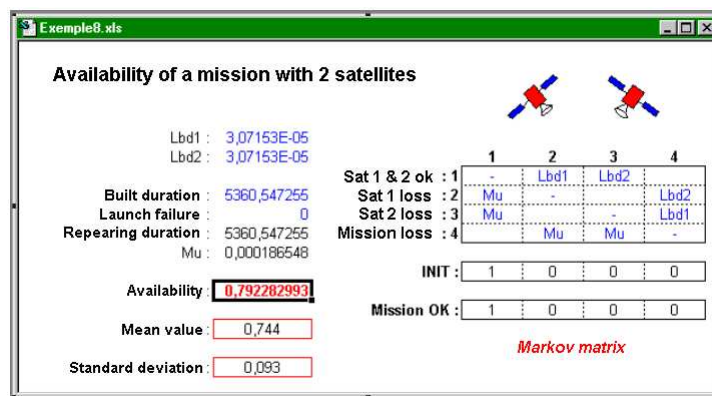 Exemple8.xls
Availability of a mission with 2 satellites
Lbd1 : 3,07153E-05
Lbd2 : 3,07153E-05
Built duration : 5360,547255
Launch failure : 0
Repearing duration : 5360,547255
Mu : 0,000186548
Availability : 0,792282993
Mean value : 0,744
Standard deviation : 0,093
1 2 3 4
Sat 1 & 2 ok : 1 - Lbd1 Lbd2
Sat 1 loss : 2 Mu - Lbd2
Sat 2 loss : 3 Mu - Lbd1
Mission loss : 4 Mu Mu -
INIT : 1 0 0 0
Mission OK : 1 0 0 0
Markov matrix